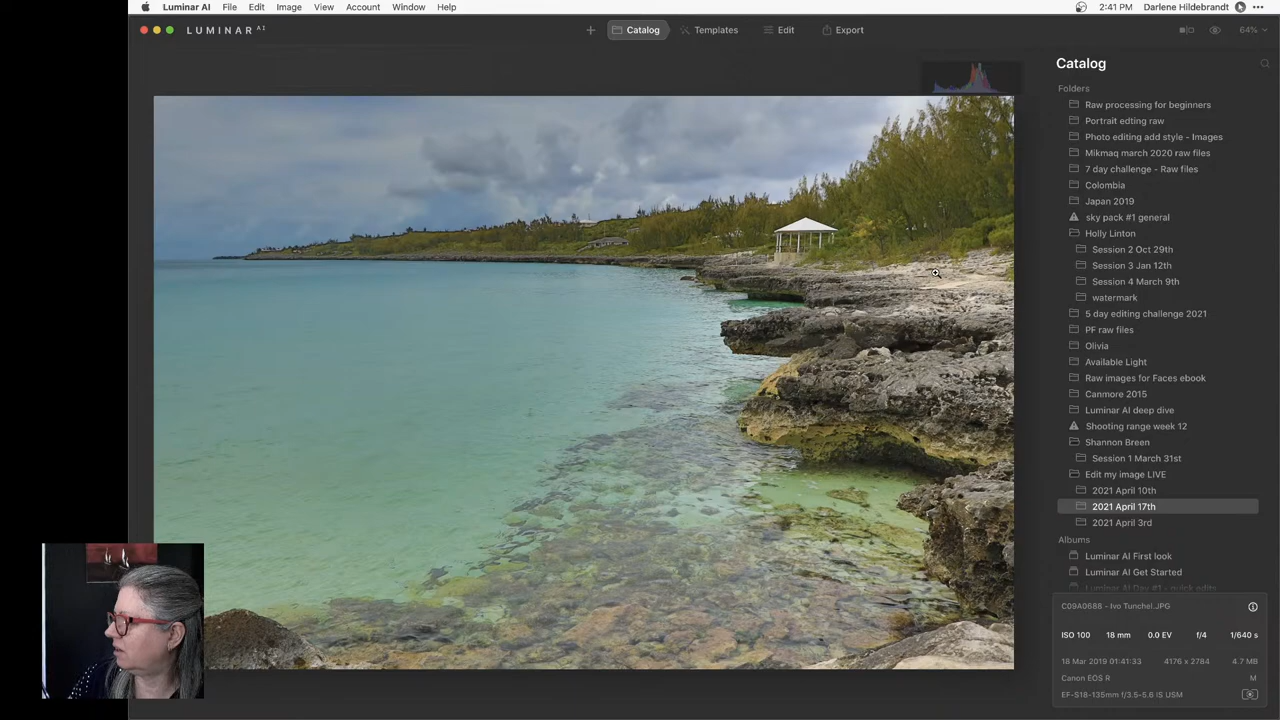 Luminar AI File Edit Image View Account Window Help 2:41 PM Darlene Hildebrandt
LUMINAR AI Catalog Templates Edit Export 64%
Catalog
Folders
Raw processing for beginners
Portrait edting raw
Photo editing add style - Images
Mikmaq march 2020 raw files
7 day challenge - Raw files
Colombia
Japan 2019
sky pack #1 general
Holly Linton
Session 2 Oct 29th
Session 3 Jan 12th
Session 4 March 9th
watermark
5 day editing challenge 2021
PF raw files
Olivia
Available Light
Raw images for Faces ebook
Canmore 2015
Luminar AI deep dive
Shooting range week 12
Shannon Breen
Session 1 March 31st
Edit my image LIVE
2021 April 10th
2021 April 17th
2021 April 3rd
Albums
Luminar AI First look
Luminar AI Get Started
Luminar AI Day #1 - quick edits
C09A0688 - Ivo Tunchel.JPG
ISO 100 18 mm 0.0 EV f/4 1/640 s
18 Mar 2019 01:41:33 4176 x 2784 4.7 MB
Canon EOS R M
EF-S18-135mm f/3.5-5.6 IS USM